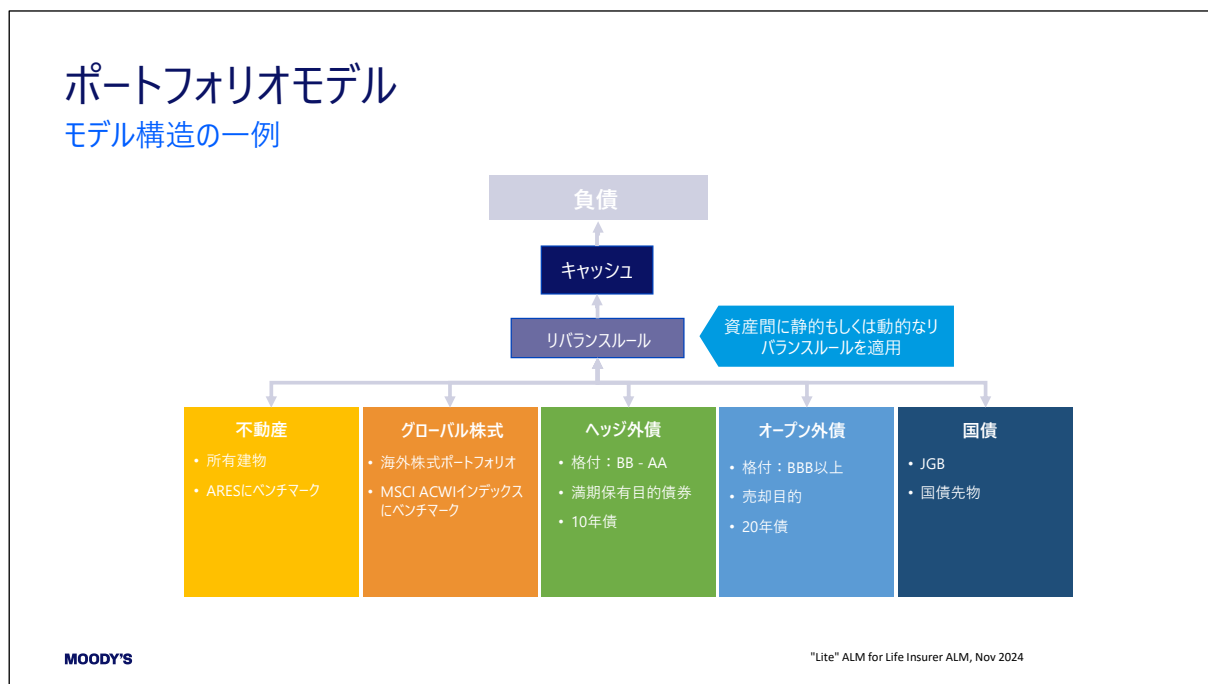 ポートフォリオモデル
モデル構造の一例
負債
キャッシュ
リバランスルール
資産間に静的もしくは動的なリ
バランスルールを適用
不動産
• 所有建物
• ARESにベンチマーク
グローバル株式
• 海外株式ポートフォリオ
• MSCI ACWIインデックス
にベンチマーク
ヘッジ外債
• 格付：BB - AA
• 満期保有目的債券
• 10年債
オープン外債
• 格付：BBB以上
• 売却目的
• 20年債
国債
• JGB
• 国債先物
MOODY'S
"Lite" ALM for Life Insurer ALM, Nov 2024